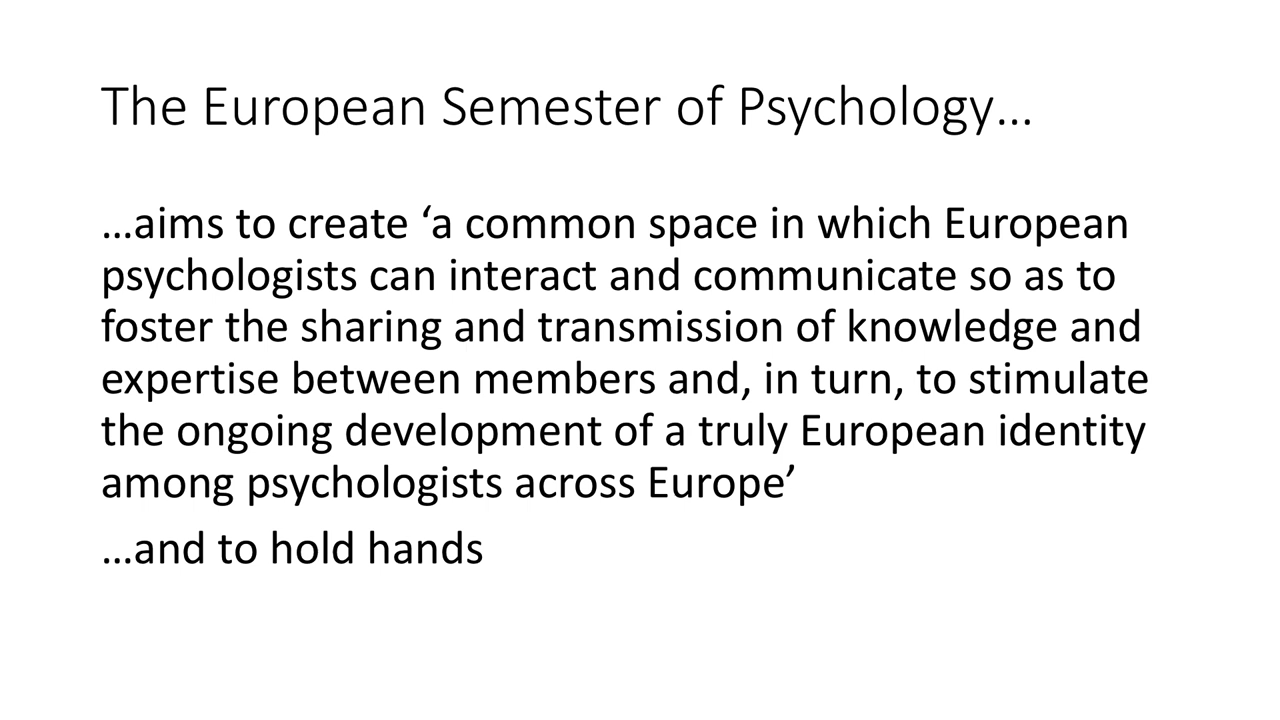 The European Semester of Psychology…
…aims to create ‘a common space in which European
psychologists can interact and communicate so as to
foster the sharing and transmission of knowledge and
expertise between members and, in turn, to stimulate
the ongoing development of a truly European identity
among psychologists across Europe’
…and to hold hands